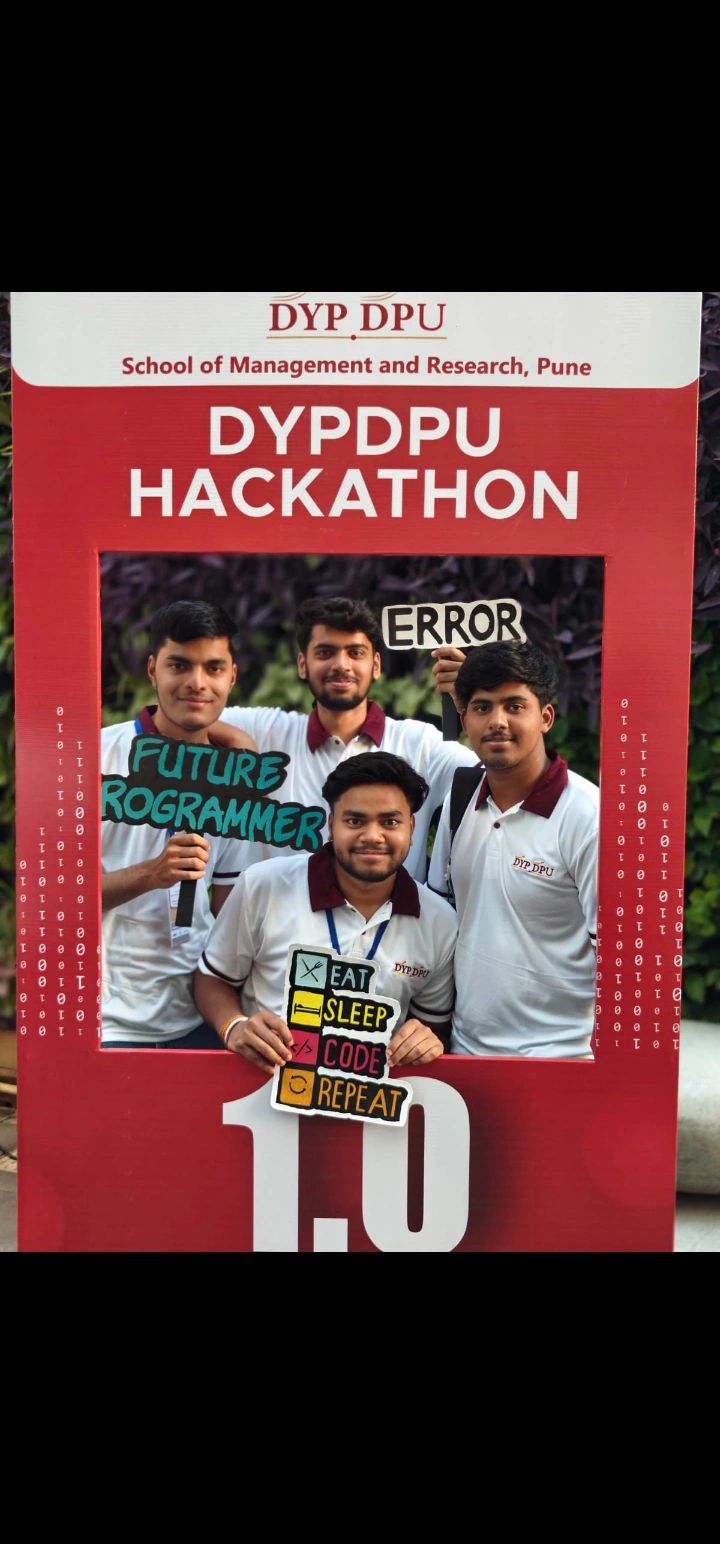 DYP DPU
School of Management and Research, Pune
DYPDPU
HACKATHON
ERROR
FUTURE
ROGRAMMER
DYP DPU
DYP DPU
EAT
SLEEP
</> CODE
REPEAT
1.0